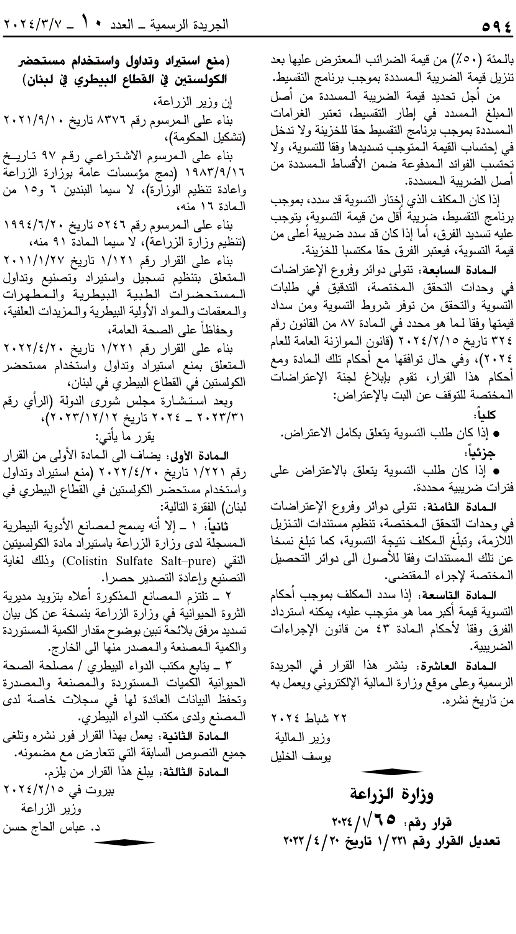 ٥٩٤
الجريدة الرسمية ــ العدد ١٠ ــ ٢٠٢٤/٣/٧
بالمئة (٥٠٪) من قيمة الضرائب المعترض عليها بعد
تنزيل قيمة الضريبة المسددة بموجب برنامج التقسيط.
من أجل تحديد قيمة الضريبة المسددة من أصل
المبلغ المسدد في إطار التقسيط، تعتبر الغرامات
المسددة بموجب برنامج التقسيط حقا للخزينة ولا تدخل
في إحتساب القيمة المتوجب تسديدها وفقا للتسوية، ولا
تحتسب الفوائد المدفوعة ضمن الأقساط المسددة من
أصل الضريبة المسددة.
إذا كان المكلف الذي إختار التسوية قد سدد، بموجب
برنامج التقسيط، ضريبة أقل من قيمة التسوية، يتوجب
عليه تسديد الفرق، أما إذا كان قد سدد ضريبة أعلى من
قيمة التسوية، فيعتبر الفرق حقا مكتسبا للخزينة.
المادة السابعة: تتولى دوائر وفروع الإعتراضات
في وحدات التحقق المختصة، التدقيق في طلبات
التسوية والتحقق من توفر شروط التسوية ومن سداد
قيمتها وفقا لما هو محدد في المادة ٨٧ من القانون رقم
٣٢٤ تاريخ ٢٠٢٤/٢/١٥ (قانون الموازنة العامة للعام
٢٠٢٤)، وفي حال توافقها مع أحكام تلك المادة ومع
أحكام هذا القرار، تقوم بإبلاغ لجنة الإعتراضات
المختصة للتوقف عن البت بالإعتراض:
كلياً:
● إذا كان طلب التسوية يتعلق بكامل الاعتراض.
جزئياً:
● إذا كان طلب التسوية يتعلق بالاعتراض على
فترات ضريبية محددة.
المادة الثامنة: تتولى دوائر وفروع الإعتراضات
في وحدات التحقق المختصة، تنظيم مستندات التنزيل
اللازمة، وتبلّغ المكلف نتيجة التسوية، كما تبلغ نسخا
عن تلك المستندات وفقا للأصول الى دوائر التحصيل
المختصة لإجراء المقتضى.
المادة التاسعة: إذا سدد المكلف بموجب أحكام
التسوية قيمة أكبر مما هو متوجب عليه، يمكنه استرداد
الفرق وفقا لأحكام المادة ٤٣ من قانون الإجراءات
الضريبية.
المادة العاشرة: ينشر هذا القرار في الجريدة
الرسمية وعلى موقع وزارة المالية الإلكتروني ويعمل به
من تاريخ نشره.
٢٢ شباط ٢٠٢٤
وزير المالية
يوسف الخليل
وزارة الزراعة
قرار رقم: ٢٠٢٤/١/٦٥
تعديل القرار رقم ١/٢٢١ تاريخ ٢٠٢٢/٤/٢٠
(منع استيراد وتداول واستخدام مستحضر
الكولستين في القطاع البيطري في لبنان)
إن وزير الزراعة،
بناء على المرسوم رقم ٨٣٧٦ تاريخ ٢٠٢١/٩/١٠
(تشكيل الحكومة)،
بناء على المرسوم الاشتراعي رقم ٩٧ تاريخ
١٩٨٣/٩/١٦ (دمج مؤسسات عامة بوزارة الزراعة
واعادة تنظيم الوزارة)، لا سيما البندين ٦ و١٥ من
المادة ١٦ منه،
بناء على المرسوم رقم ٥٢٤٦ تاريخ ١٩٩٤/٦/٢٠
(تنظيم وزارة الزراعة)، لا سيما المادة ٩١ منه،
بناء على القرار رقم ١/١٢١ تاريخ ٢٠١١/١/٢٧
المتعلق بتنظيم تسجيل واستيراد وتصنيع وتداول
المستحضرات الطبية البيطرية والمطهرات
والمعقمات والمواد الأولية البيطرية والمزيدات العلفية،
وحفاظاً على الصحة العامة،
بناء على القرار رقم ١/٢٢١ تاريخ ٢٠٢٢/٤/٢٠
المتعلق بمنع استيراد وتداول واستخدام مستحضر
الكولستين في القطاع البيطري في لبنان،
وبعد استشارة مجلس شورى الدولة (الرأي رقم
٢٠٢٣/٣١ ــ ٢٠٢٤ تاريخ ٢٠٢٣/١٢/١٢)،
يقرر ما يأتي:
المادة الأولى: يضاف الى المادة الأولى من القرار
رقم ١/٢٢١ تاريخ ٢٠٢٢/٤/٢٠ (منع استيراد وتداول
واستخدام مستحضر الكولستين في القطاع البيطري في
لبنان) الفقرة التالية:
ثانياً: ١ ــ إلا أنه يسمح لمصانع الأدوية البيطرية
المسجلة لدى وزارة الزراعة باستيراد مادة الكولسيتين
النقي (Colistin Sulfate Salt–pure) وذلك لغاية
التصنيع وإعادة التصدير حصرا.
٢ ــ تلتزم المصانع المذكورة أعلاه بتزويد مديرية
الثروة الحيوانية في وزارة الزراعة بنسخة عن كل بيان
تسديد مرفق بلائحة تبين بوضوح مقدار الكمية المستوردة
والكمية المصنعة والمصدر منها الى الخارج.
٣ ــ يتابع مكتب الدواء البيطري / مصلحة الصحة
الحيوانية الكميات المستوردة والمصنعة والمصدرة
وتحفظ البيانات العائدة لها في سجلات خاصة لدى
المصنع ولدى مكتب الدواء البيطري.
المادة الثانية: يعمل بهذا القرار فور نشره وتلغى
جميع النصوص السابقة التي تتعارض مع مضمونه.
المادة الثالثة: يبلغ هذا القرار من يلزم.
بيروت في ٢٠٢٤/٢/١٥
وزير الزراعة
د. عباس الحاج حسن